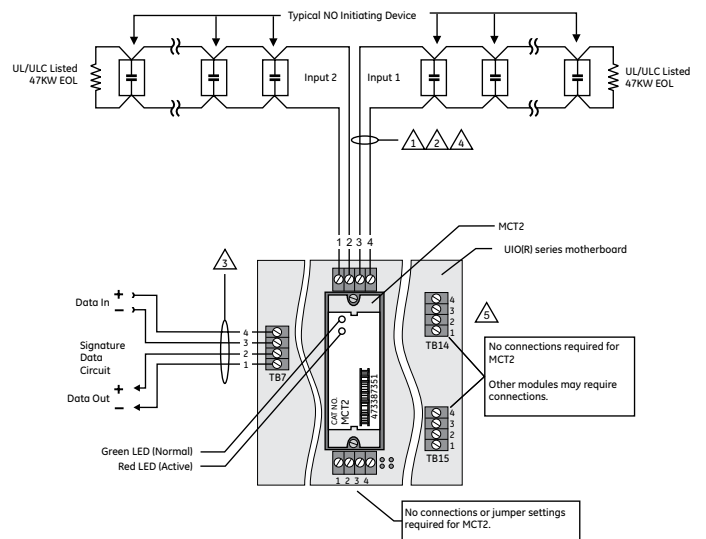 Typical NO Initiating Device
UL/ULC Listed
47KW EOL
Input 2
Input 1
UL/ULC Listed
47KW EOL
1 2 4
1 2 3 4
MCT2
UIO(R) series motherboard
3
Data In
+
–
Signature
Data
Circuit
Data Out
+
–
4
3
2
1
TB7
CAT NO.
MCT2
473387351
4
3
2
1
TB14
5
No connections required for
MCT2
Other modules may require
connections.
4
3
2
1
TB15
Green LED (Normal)
Red LED (Active)
1 2 3 4
No connections or jumper settings
required for MCT2.